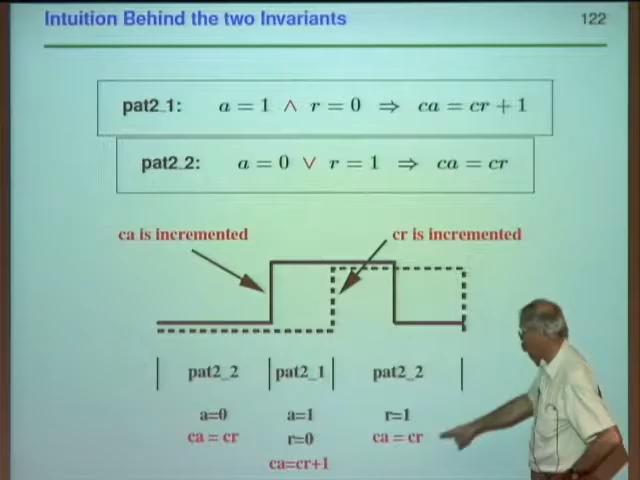 Intuition Behind the two Invariants 122
pat2_1: a = 1 ∧ r = 0 ⇒ ca = cr + 1
pat2_2: a = 0 ∨ r = 1 ⇒ ca = cr
ca is incremented cr is incremented
pat2_2 pat2_1 pat2_2
a=0 a=1 r=1
ca = cr r=0 ca = cr
ca=cr+1